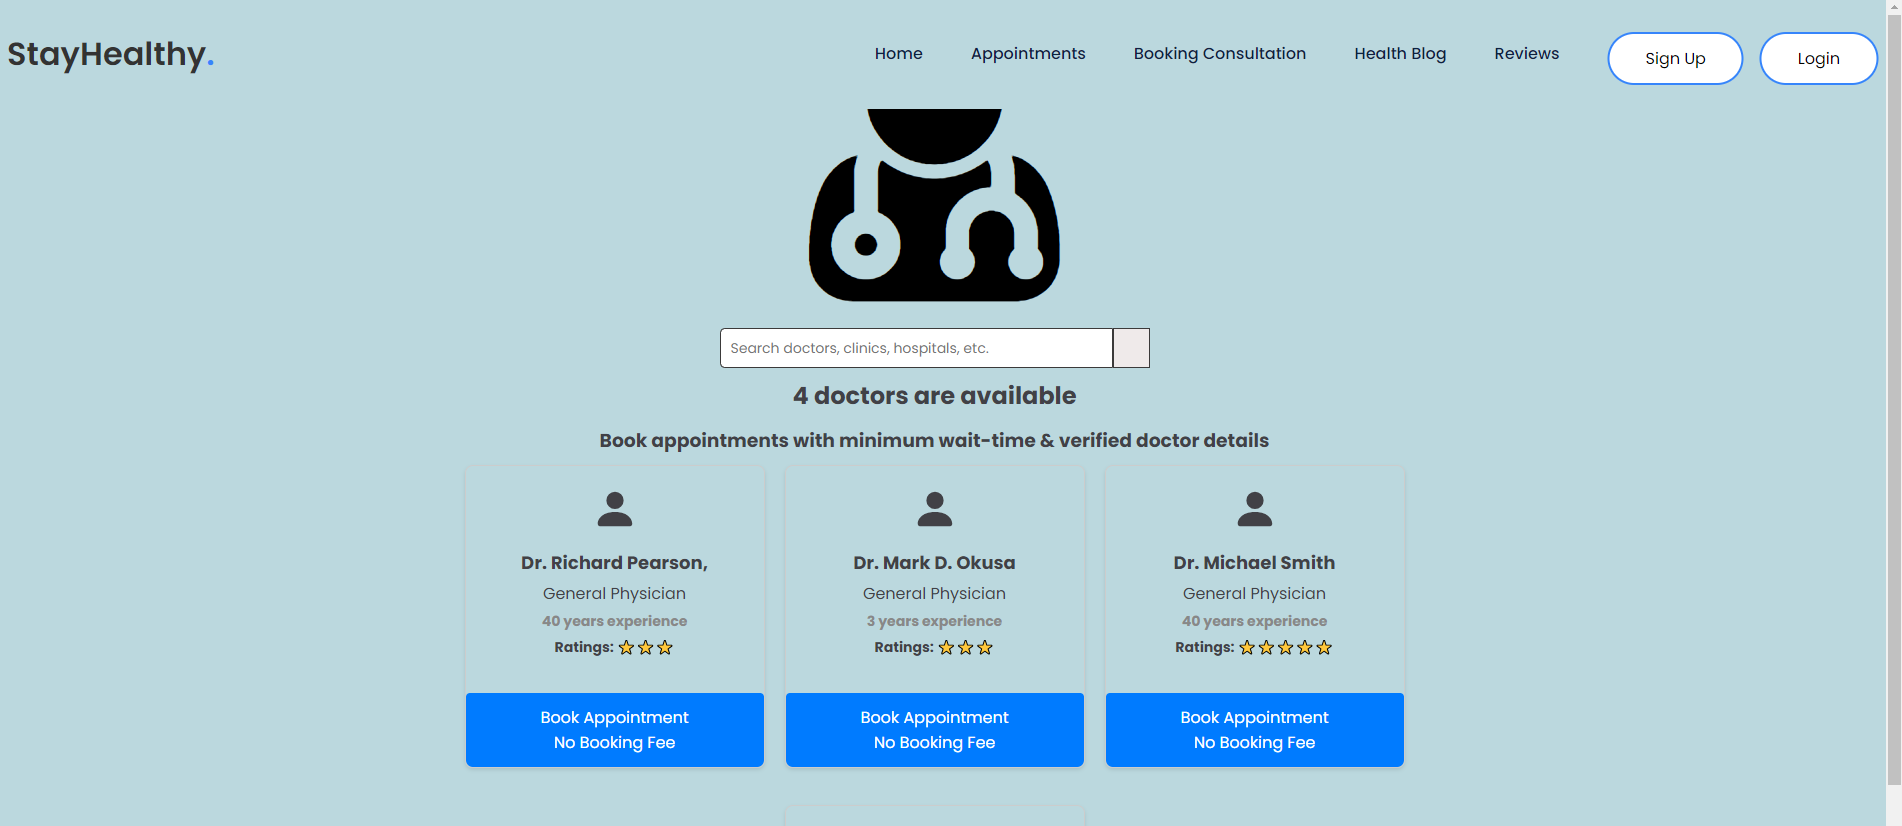 StayHealthy.
Home Appointments Booking Consultation Health Blog Reviews Sign Up Login
Search doctors, clinics, hospitals, etc.
4 doctors are available
Book appointments with minimum wait-time & verified doctor details
Dr. Richard Pearson,
General Physician
40 years experience
Ratings:
Book Appointment
No Booking Fee
Dr. Mark D. Okusa
General Physician
3 years experience
Ratings:
Book Appointment
No Booking Fee
Dr. Michael Smith
General Physician
40 years experience
Ratings:
Book Appointment
No Booking Fee